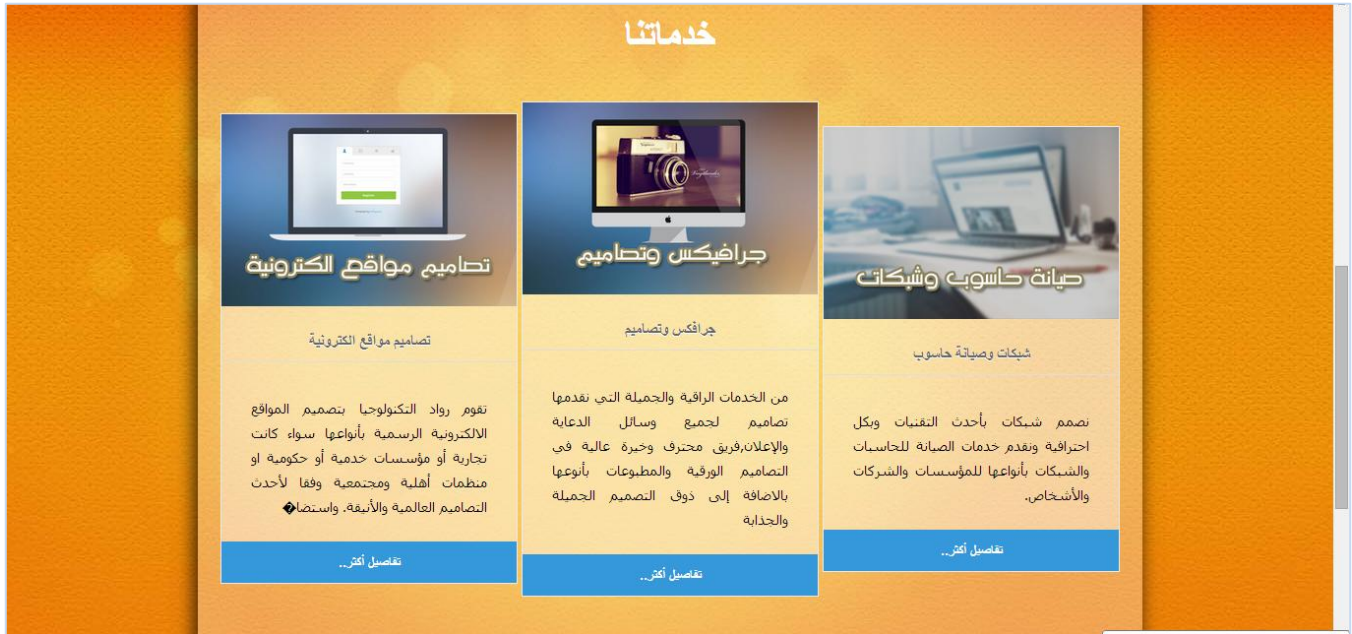 خدماتنا
صيانة حاسوب وشبكات
شبكات وصيانة حاسوب
نصمم شبكات بأحدث التقنيات وبكل
احترافية ونقدم خدمات الصيانة للحاسبات
والشبكات بأنواعها للمؤسسات والشركات
والأشخاص.
تفاصيل أكثر..
جرافيكس وتصاميم
جرافكس وتصاميم
من الخدمات الراقية والجميلة التي نقدمها
تصاميم لجميع وسائل الدعاية
والإعلان,فريق محترف وخبرة عالية في
التصاميم الورقية والمطبوعات بأنوعها
بالاضافة إلى ذوق التصميم الجميلة
والجذابة
تفاصيل أكثر..
تصاميم مواقع الكترونية
تصاميم مواقع الكترونية
تقوم رواد التكنولوجيا بتصميم المواقع
الالكترونية الرسمية بأنواعها سواء كانت
تجارية أو مؤسسات خدمية أو حكومية او
منظمات أهلية ومجتمعية وفقا لأحدث
التصاميم العالمية والأنيقة. واستضا�
تفاصيل أكثر..